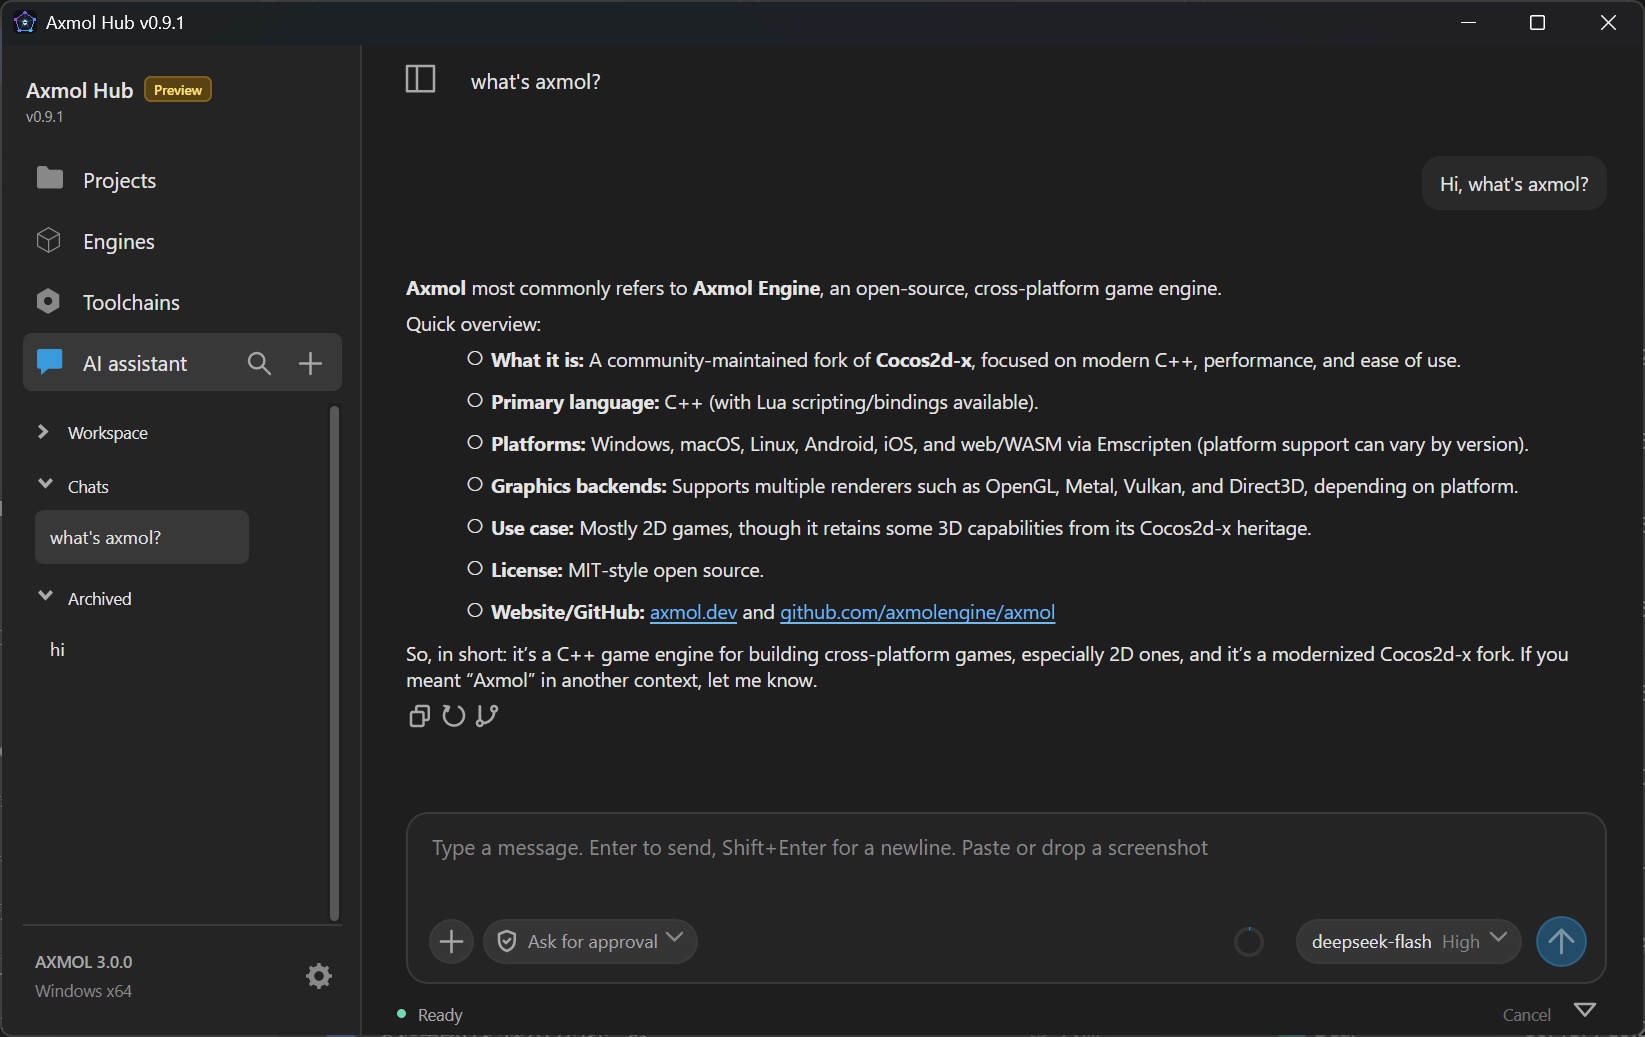 Axmol Hub v0.9.1
Axmol Hub Preview
v0.9.1
Projects
Engines
Toolchains
AI assistant
Workspace
Chats
what's axmol?
Archived
hi
AXMOL 3.0.0
Windows x64
what's axmol?
Hi, what's axmol?
Axmol most commonly refers to Axmol Engine, an open-source, cross-platform game engine.
Quick overview:
What it is: A community-maintained fork of Cocos2d-x, focused on modern C++, performance, and ease of use.
Primary language: C++ (with Lua scripting/bindings available).
Platforms: Windows, macOS, Linux, Android, iOS, and web/WASM via Emscripten (platform support can vary by version).
Graphics backends: Supports multiple renderers such as OpenGL, Metal, Vulkan, and Direct3D, depending on platform.
Use case: Mostly 2D games, though it retains some 3D capabilities from its Cocos2d-x heritage.
License: MIT-style open source.
Website/GitHub: axmol.dev and github.com/axmolengine/axmol
So, in short: it’s a C++ game engine for building cross-platform games, especially 2D ones, and it’s a modernized Cocos2d-x fork. If you
meant “Axmol” in another context, let me know.
Type a message. Enter to send, Shift+Enter for a newline. Paste or drop a screenshot
Ask for approval
deepseek-flash High
Ready
Cancel